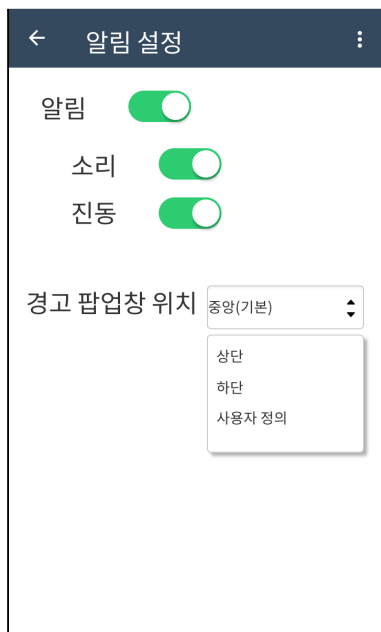 알림 설정
알림
소리
진동
경고 팝업창 위치 중앙(기본)
상단
하단
사용자 정의